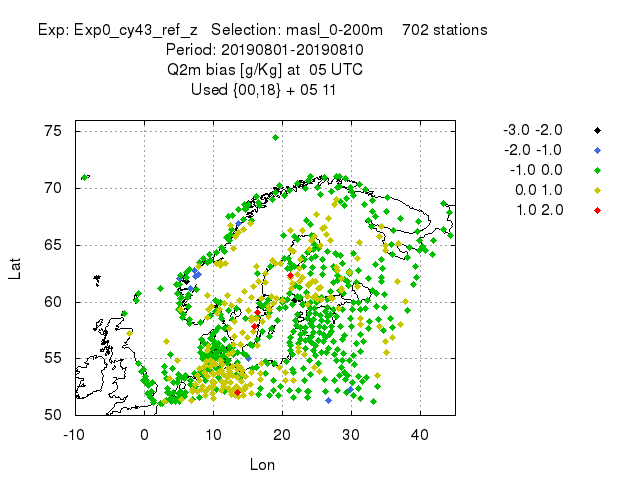 Exp: Exp0_cy43_ref_z   Selection: masl_0-200m    702 stations
Period: 20190801-20190810
Q2m bias [g/Kg] at  05 UTC
Used {00,18} + 05 11
75
70
65
60
55
50
-10 0 10 20 30 40
Lat
Lon
-3.0 -2.0
-2.0 -1.0
-1.0 0.0
0.0 1.0
1.0 2.0